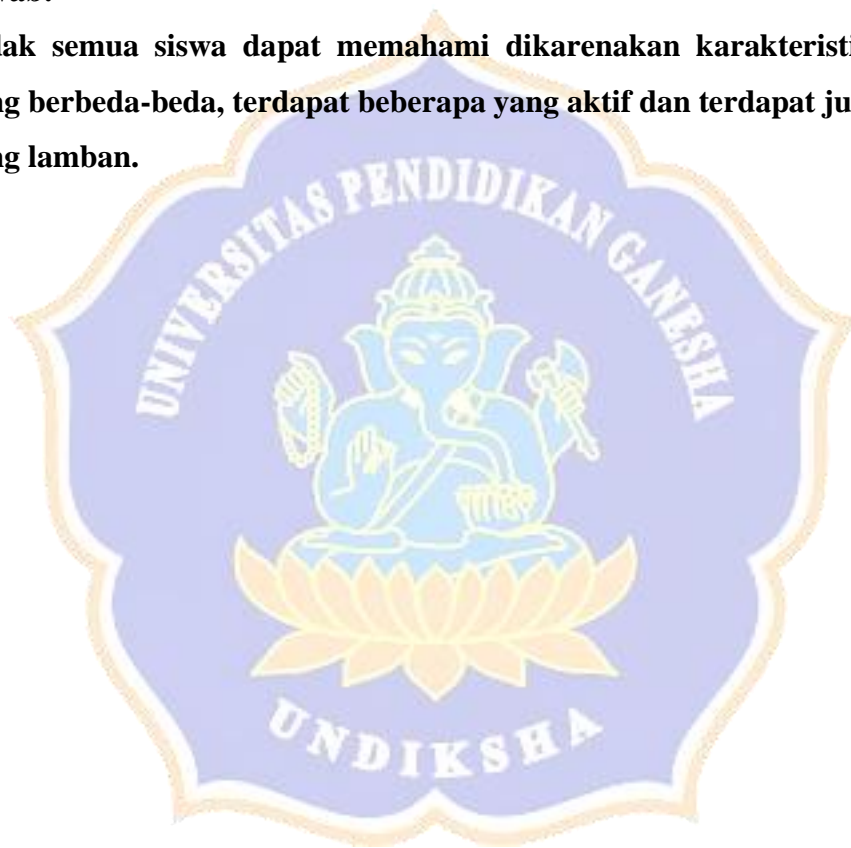 lak semua siswa dapat memahami dikarenakan karakteristi
ng berbeda-beda, terdapat beberapa yang aktif dan terdapat ju
ng lamban.
UNIVERSITAS PENDIDIKAN GANESHA
UNDIKSHA